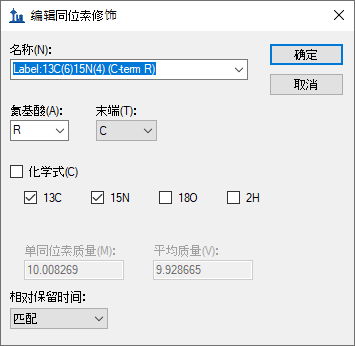 编辑同位素修饰
名称(N):
Label:13C(6)15N(4) (C-term R)
确定
取消
氨基酸(A):
末端(T):
R
C
化学式(C)
13C
15N
18O
2H
单同位素质量(M):
平均质量(V):
10.008269
9.928665
相对保留时间:
匹配